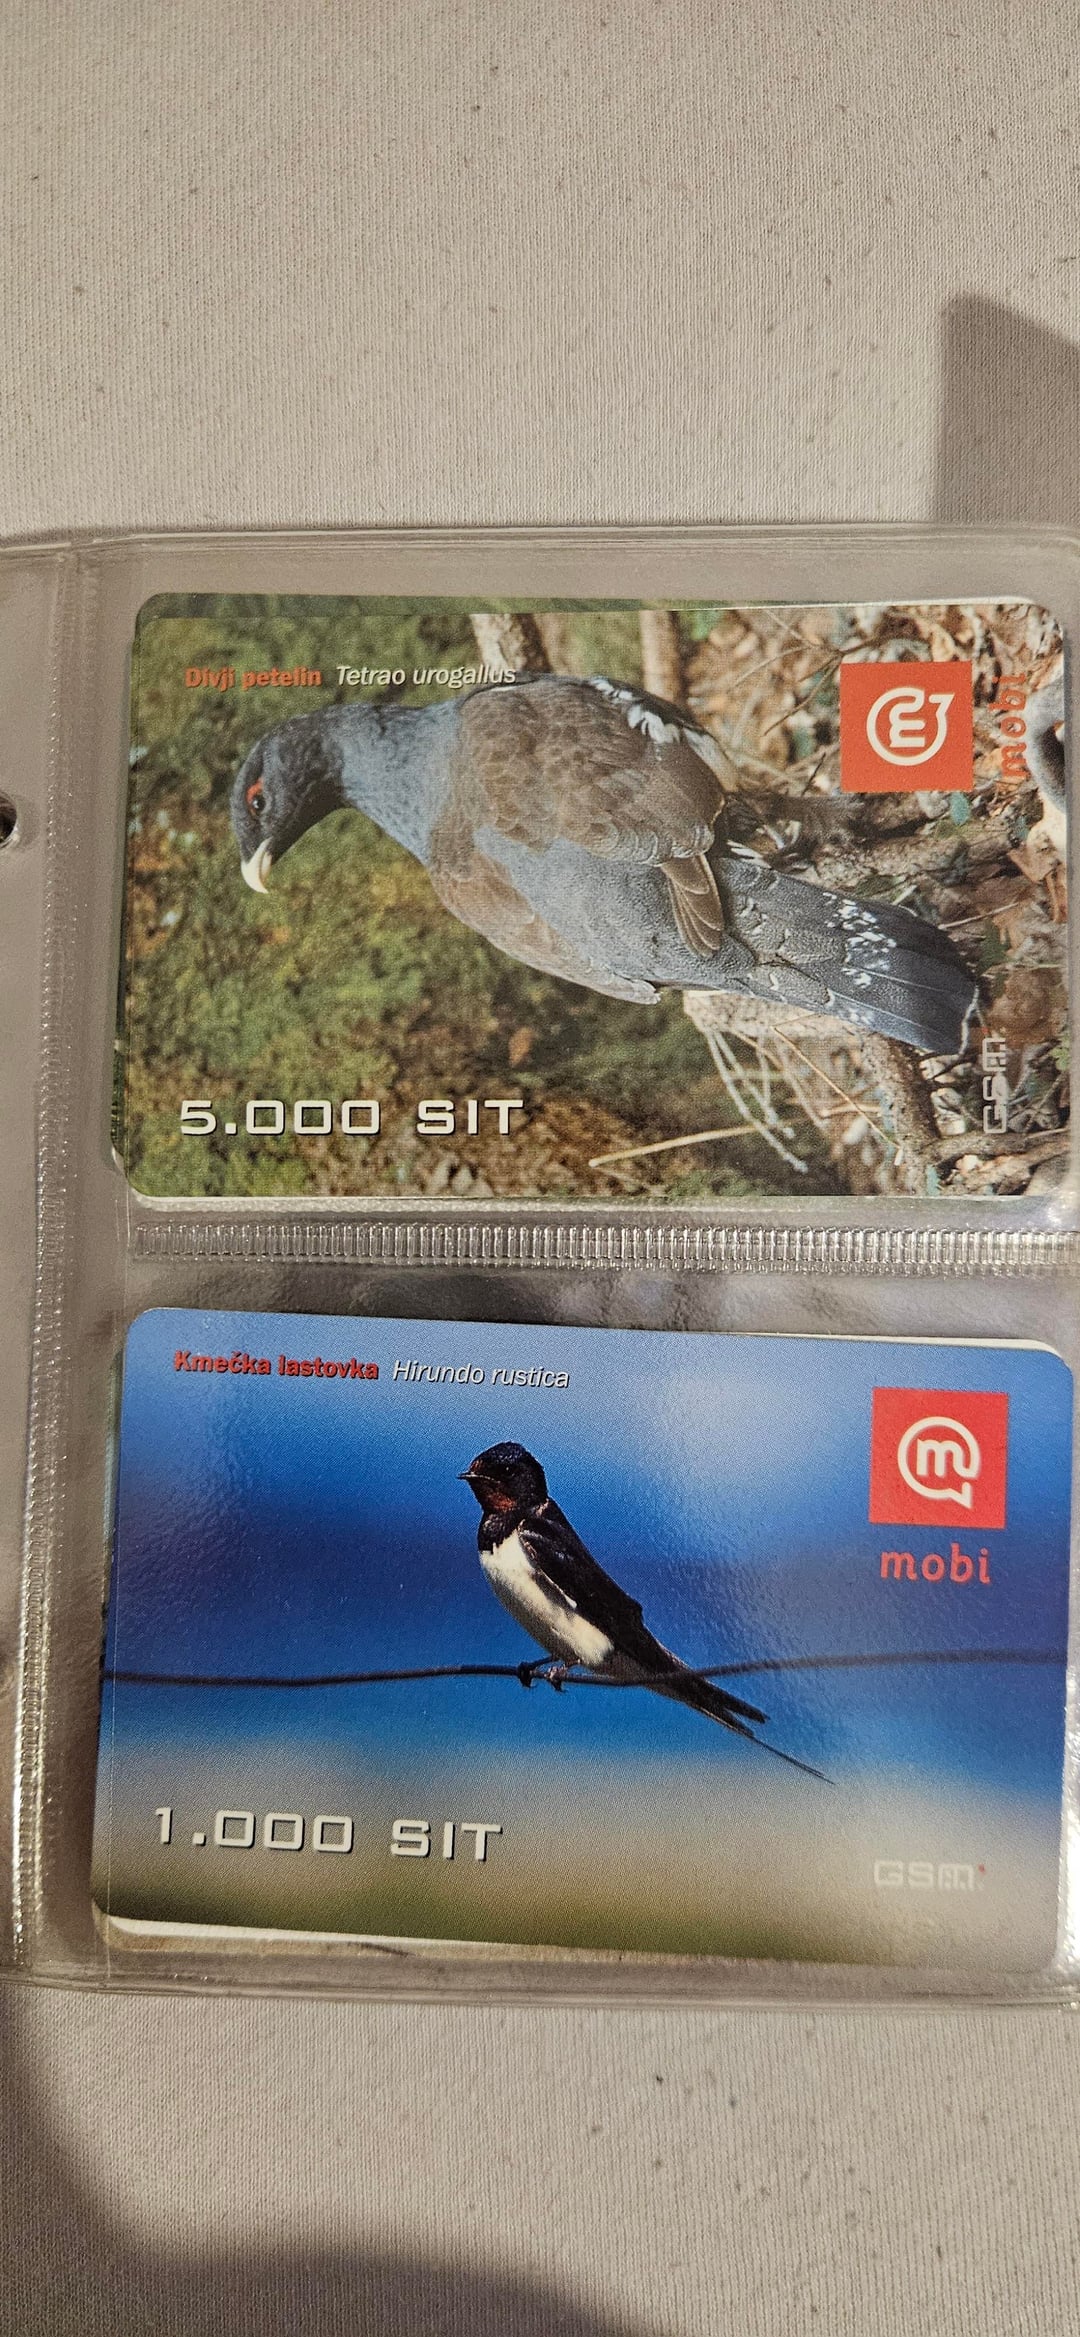 Divji petelin Tetrao urogallus
m
mobi
5.000 SIT
GSM
Kmečka lastovka Hirundo rustica
m
mobi
1.000 SIT
GSM